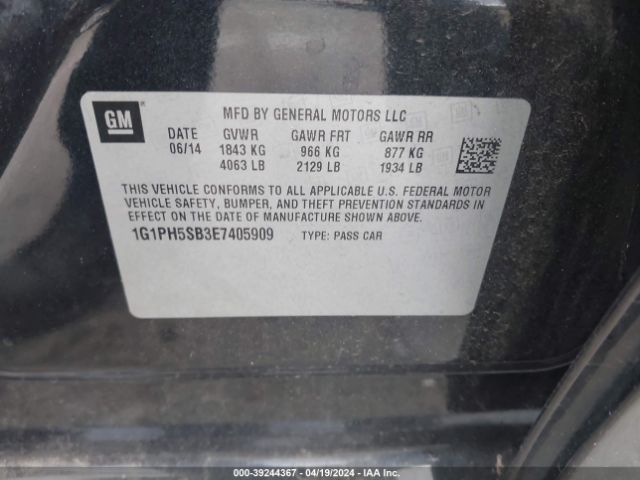 GM
MFD BY GENERAL MOTORS LLC
DATE GVWR GAWR FRT GAWR RR
06/14 1843 KG 966 KG 877 KG
4063 LB 2129 LB 1934 LB
THIS VEHICLE CONFORMS TO ALL APPLICABLE U.S. FEDERAL MOTOR
VEHICLE SAFETY, BUMPER, AND THEFT PREVENTION STANDARDS IN
EFFECT ON THE DATE OF MANUFACTURE SHOWN ABOVE.
1G1PH5SB3E7405909 TYPE: PASS CAR
000-39244367 - 04/19/2024 - IAA Inc.